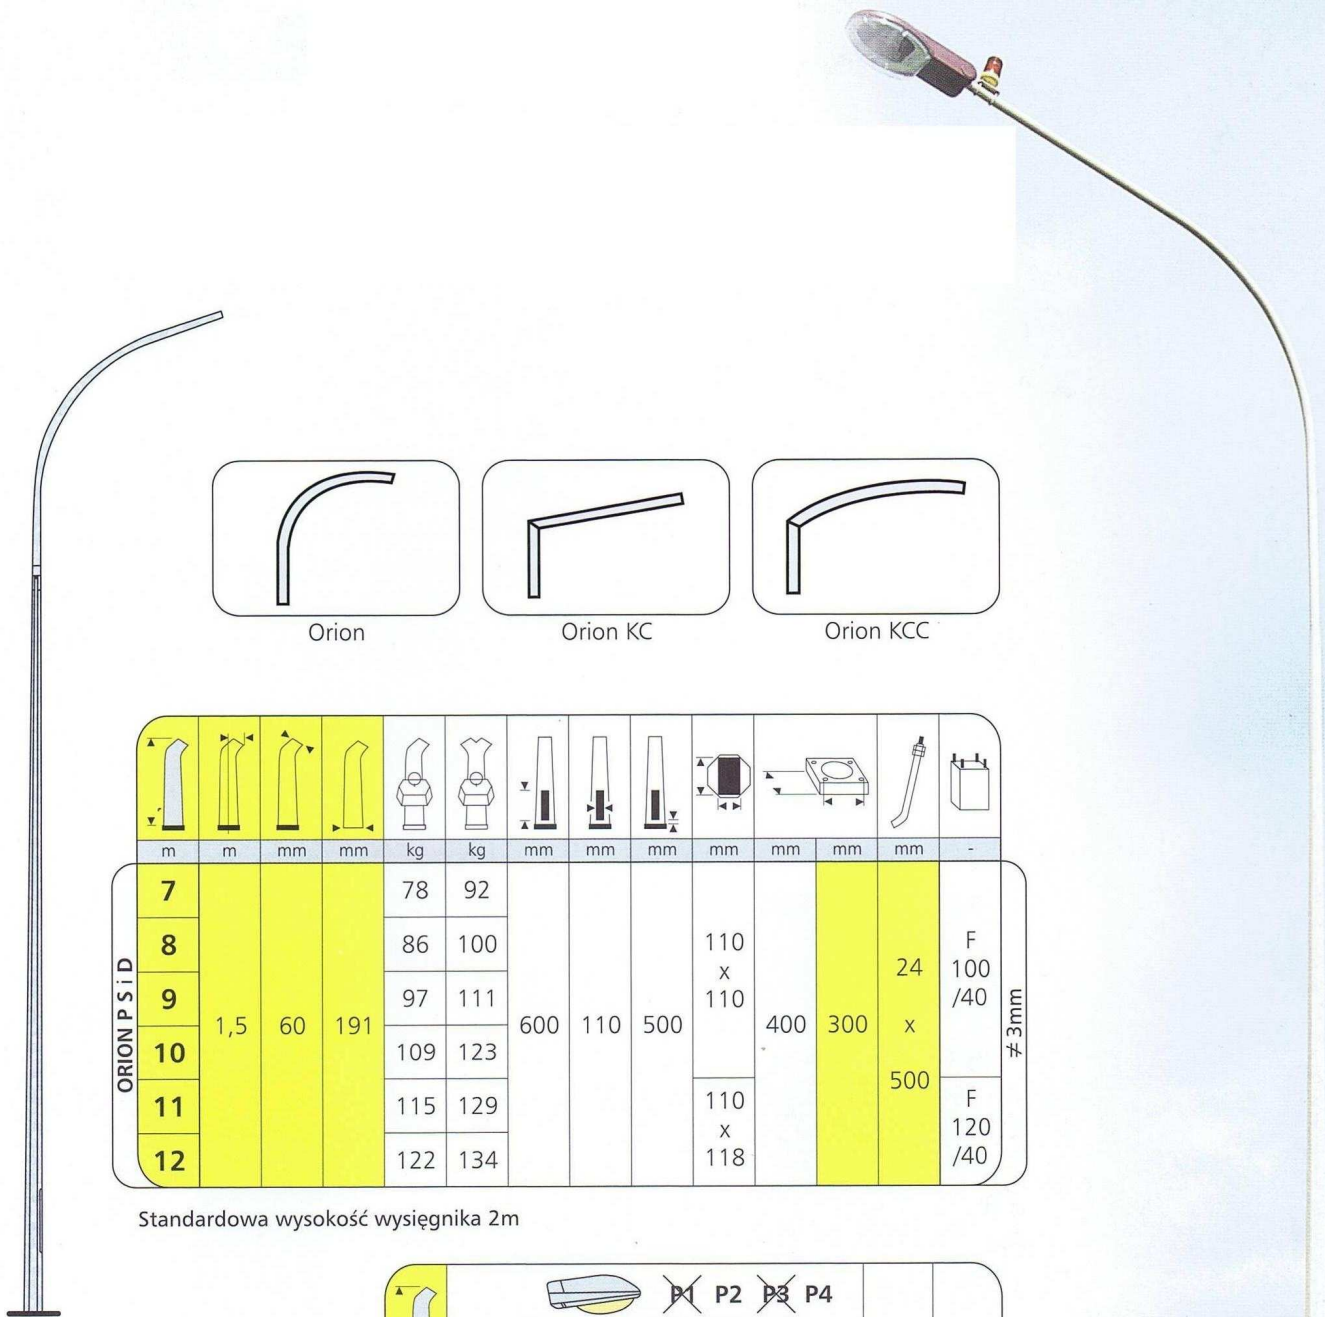 Orion
Orion KC
Orion KCC
m m mm mm kg kg mm mm mm mm mm mm mm -
ORION P S i D
7 78 92
8 86 100
9 97 111
10 109 123
11 115 129
12 122 134
1,5 60 191 600 110 500
110
x
110
110
x
118
400 300
24
x
500
F
100
/40
F
120
/40
≠ 3mm
Standardowa wysokość wysięgnika 2m
P1 P2 P3 P4